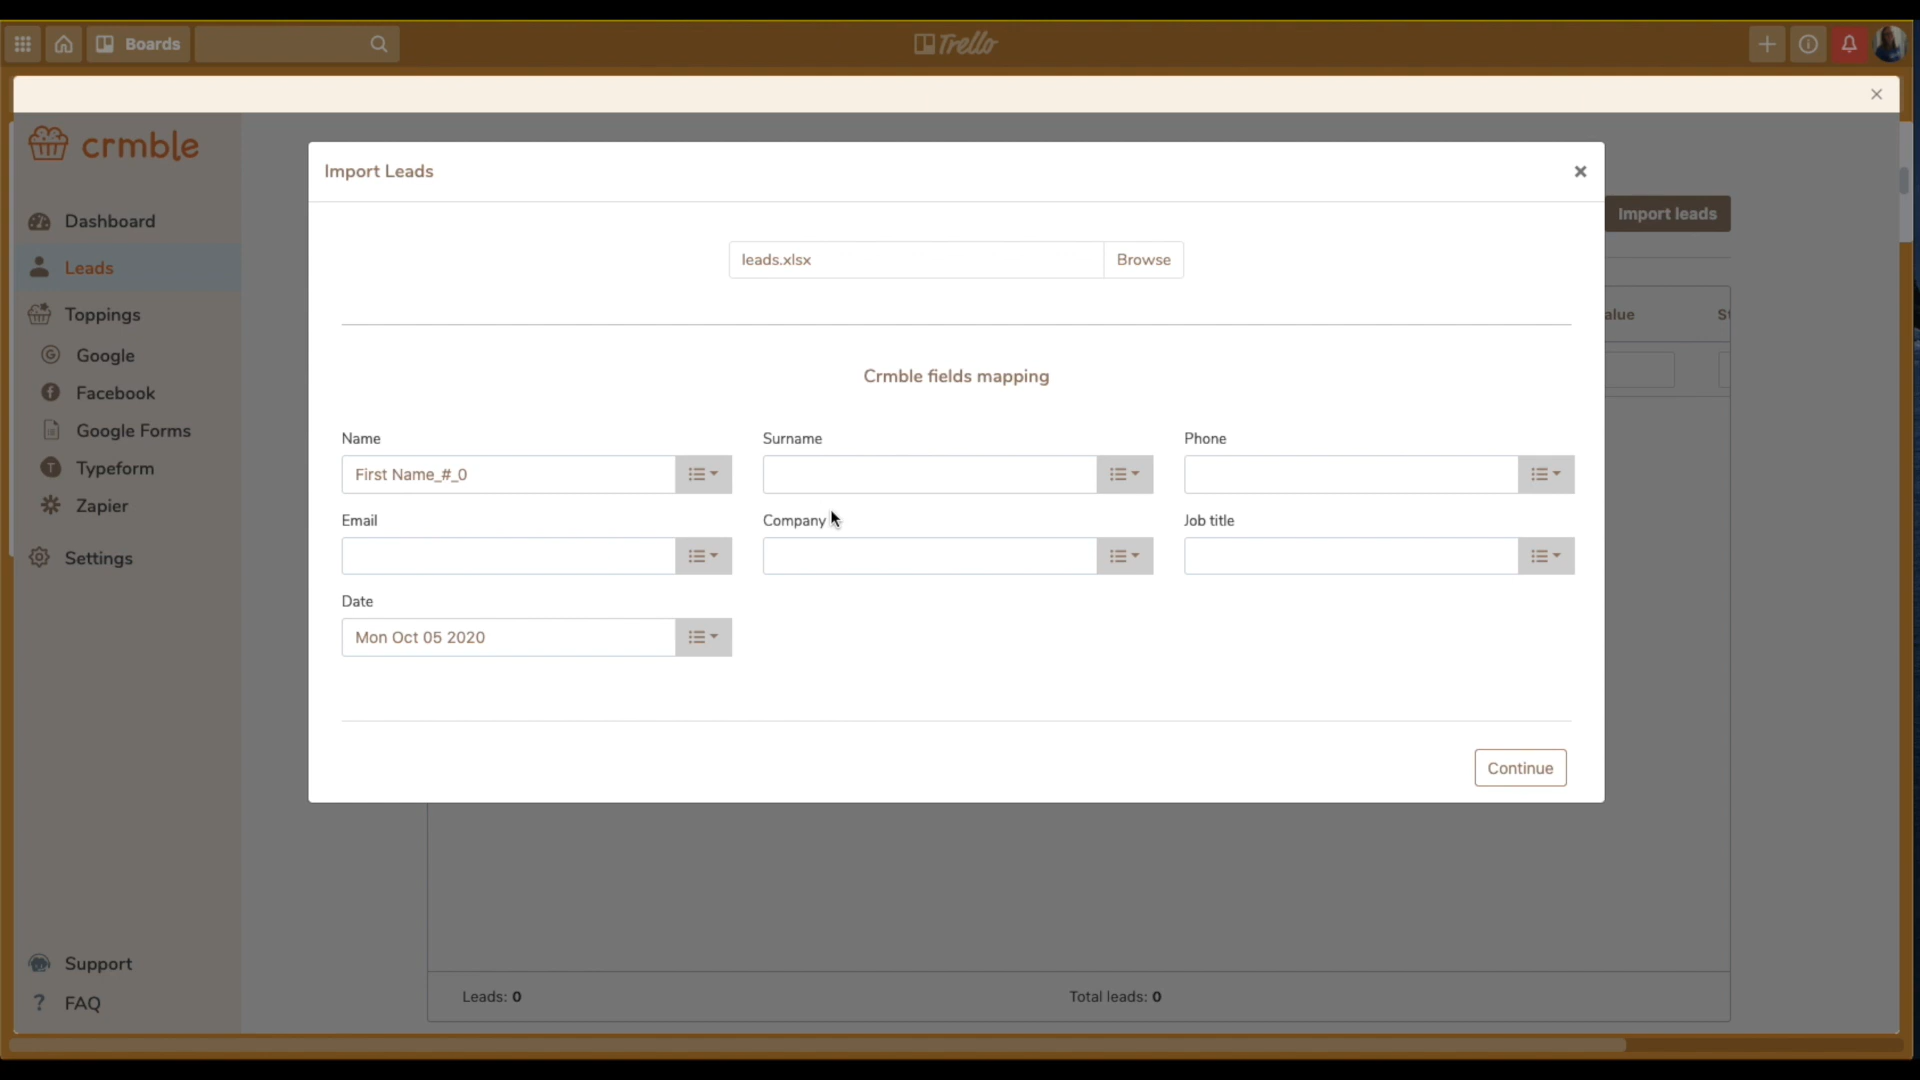 Boards
Trello
crmble
Import Leads
×
Dashboard
Import leads
Leads
leads.xlsx
Browse
Toppings
alue
St
Google
Crmble fields mapping
Facebook
Google Forms
Name
Surname
Phone
Typeform
First Name_#_0
Zapier
Email
Company
Job title
Settings
Date
Mon Oct 05 2020
Continue
Support
Leads: 0
Total leads: 0
? FAQ